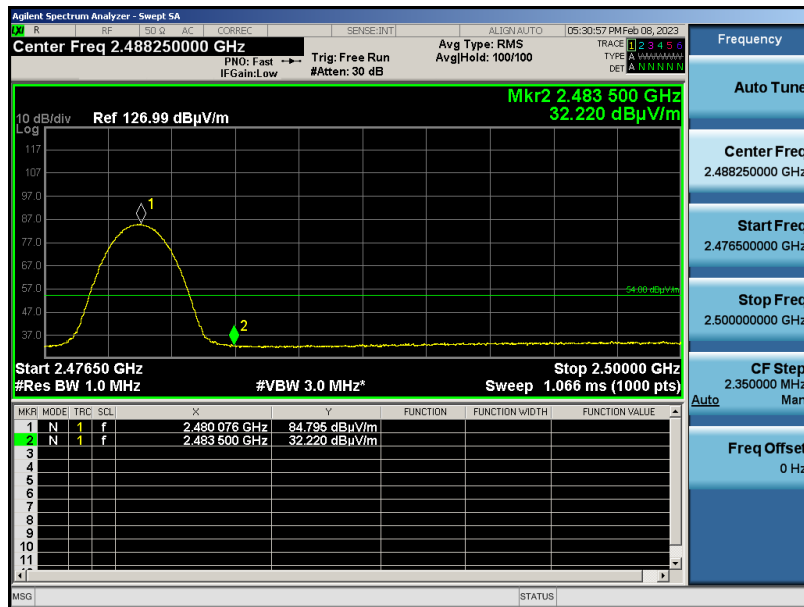 Agilent Spectrum Analyzer - Swept SA
LXI R RF 50 Ω AC CORREC SENSE:INT ALIGN AUTO 05:30:57 PM Feb 08, 2023
Center Freq 2.488250000 GHz
PNO: Fast
IFGain:Low
Trig: Free Run
#Atten: 30 dB
Avg Type: RMS
Avg|Hold: 100/100
TRACE 1 2 3 4 5 6
TYPE A WWWWW
DET A N N N N N
Mkr2 2.483 500 GHz
32.220 dBµV/m
10 dB/div Ref 126.99 dBµV/m
Log
117
107
97.0
87.0
77.0
67.0
57.0
47.0
37.0
1
2
54.00 dBµV/m
Start 2.47650 GHz Stop 2.50000 GHz
#Res BW 1.0 MHz #VBW 3.0 MHz* Sweep 1.066 ms (1000 pts)
MKR MODE TRC SCL X Y FUNCTION FUNCTION WIDTH FUNCTION VALUE
1 N 1 f 2.480 076 GHz 84.795 dBµV/m
2 N 1 f 2.483 500 GHz 32.220 dBµV/m
3
4
5
6
7
8
9
10
11
MSG STATUS
Frequency
Auto Tune
Center Freq
2.488250000 GHz
Start Freq
2.476500000 GHz
Stop Freq
2.500000000 GHz
CF Step
2.350000 MHz
Auto Man
Freq Offset
0 Hz